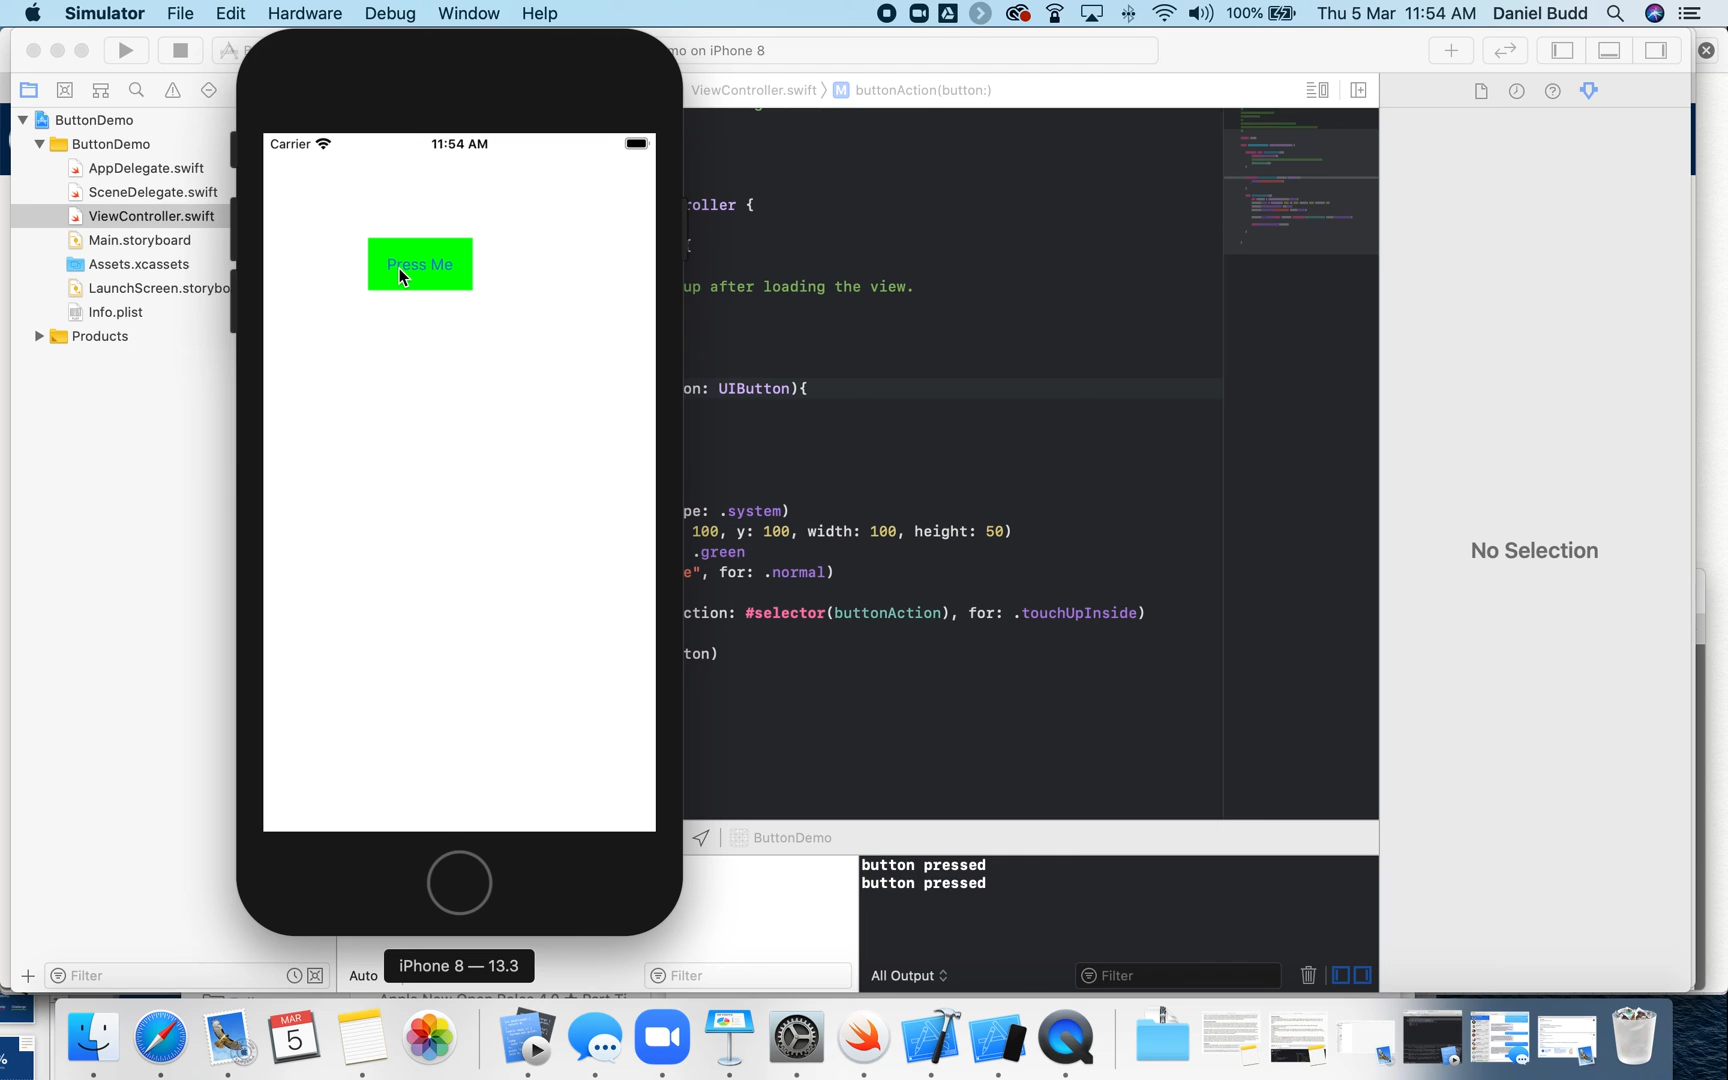 Simulator File Edit Hardware Debug Window Help 100% Thu 5 Mar 11:54 AM Daniel Budd
mo on iPhone 8
ViewController.swift buttonAction(button:)
ButtonDemo
ButtonDemo
AppDelegate.swift
SceneDelegate.swift
ViewController.swift
Main.storyboard
Assets.xcassets
LaunchScreen.storybo
Info.plist
Products
Carrier 11:54 AM
Press Me
roller {
{
up after loading the view.
on: UIButton){
pe: .system)
100, y: 100, width: 100, height: 50)
.green
e", for: .normal)
ction: #selector(buttonAction), for: .touchUpInside)
ton)
No Selection
ButtonDemo
button pressed
button pressed
Filter
Auto
iPhone 8 — 13.3
Filter
All Output
Filter
MAR
5